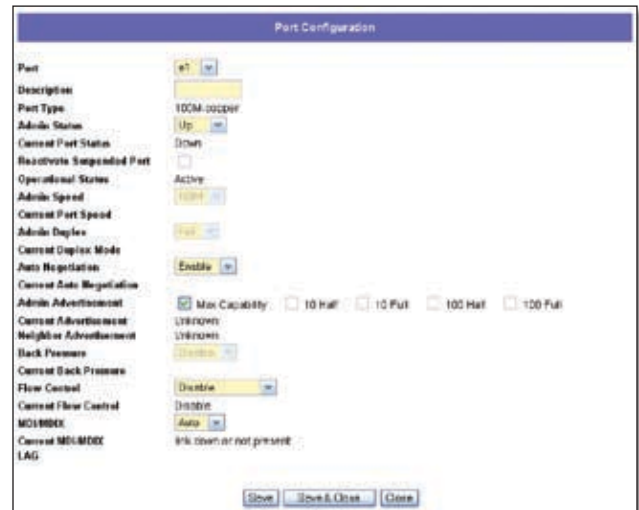 Port Configuration
Port e1
Description
Port Type 100M-copper
Admin Status Up
Current Port Status Down
Reactivate Suspended Port
Operational Status Active
Admin Speed 100M
Current Port Speed
Admin Duplex Full
Current Duplex Mode
Auto Negotiation Enable
Current Auto Negotiation
Admin Advertisement Max Capability 10 Half 10 Full 100 Half 100 Full
Current Advertisement Unknown
Neighbor Advertisement Unknown
Back Pressure Disable
Current Back Pressure
Flow Control Disable
Current Flow Control Disable
MDI/MDIX Auto
Current MDI/MDIX link down or not present
LAG
Save Save & Close Close